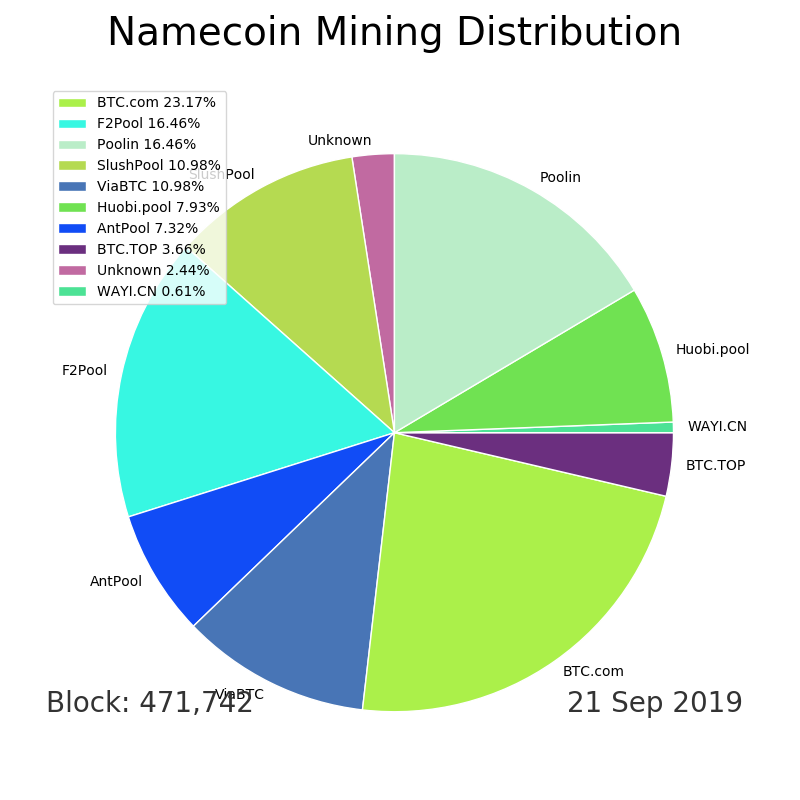 Namecoin Mining Distribution
BTC.com 23.17%
F2Pool 16.46%
Poolin 16.46%
SlushPool 10.98%
ViaBTC 10.98%
Huobi.pool 7.93%
AntPool 7.32%
BTC.TOP 3.66%
Unknown 2.44%
WAYI.CN 0.61%
Unknown
Poolin
SlushPool
Huobi.pool
F2Pool
WAYI.CN
BTC.TOP
AntPool
BTC.com
ViaBTC
Block: 471,742
21 Sep 2019